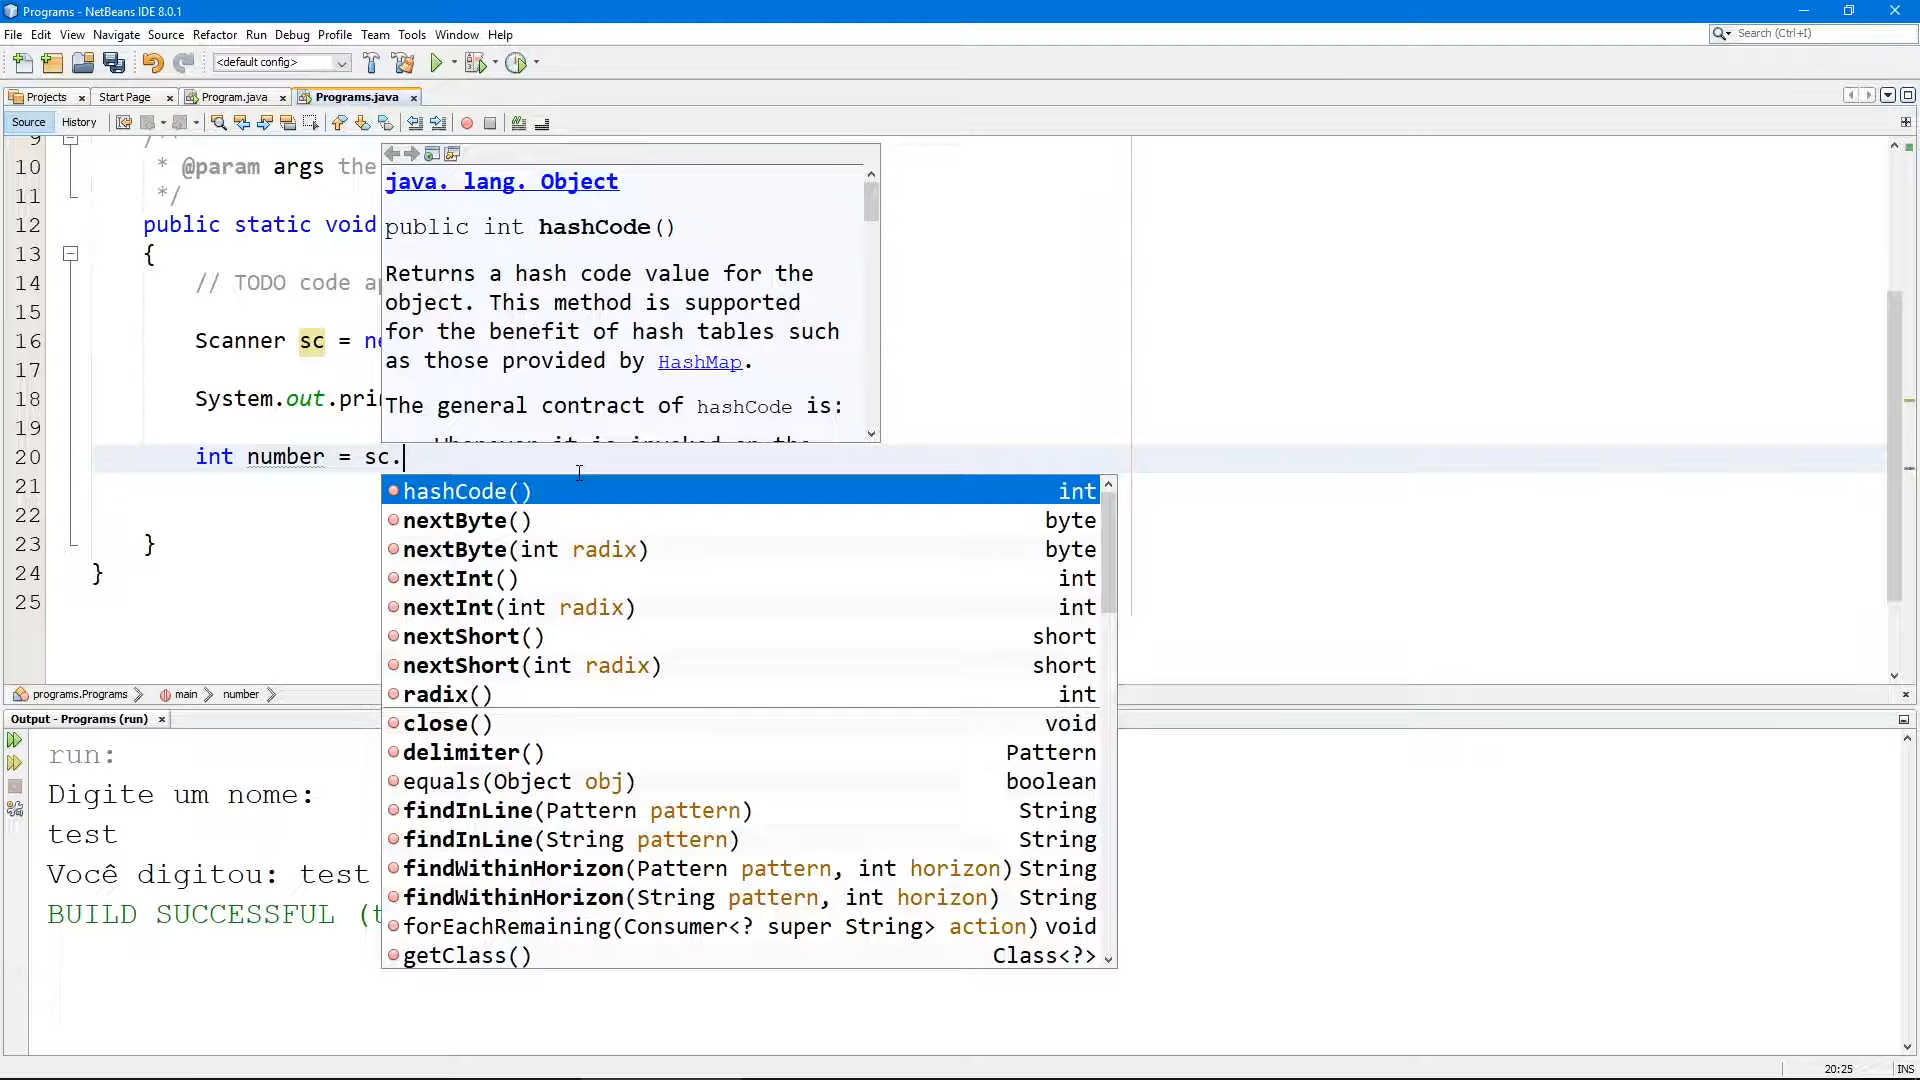 Programs - NetBeans IDE 8.0.1
File Edit View Navigate Source Refactor Run Debug Profile Team Tools Window Help
Search (Ctrl+I)
<default config>
Projects Start Page Program.java Programs.java
Source History
9 /**
10 * @param args the
11 */
12 public static void
13 {
14 // TODO code
15
16 Scanner sc = ne
17
18 System.out.prin
19
20 int number = sc.
21
22
23 }
24 }
25
java. lang. Object
public int hashCode()
Returns a hash code value for the
object. This method is supported
for the benefit of hash tables such
as those provided by HashMap.
The general contract of hashCode is:
Whenever it is invoked on the
hashCode() int
nextByte() byte
nextByte(int radix) byte
nextInt() int
nextInt(int radix) int
nextShort() short
nextShort(int radix) short
radix() int
close() void
delimiter() Pattern
equals(Object obj) boolean
findInLine(Pattern pattern) String
findInLine(String pattern) String
findWithinHorizon(Pattern pattern, int horizon) String
findWithinHorizon(String pattern, int horizon) String
forEachRemaining(Consumer<? super String> action) void
getClass() Class<?>
programs.Programs main number
Output - Programs (run)
run:
Digite um nome:
test
Você digitou: test
BUILD SUCCESSFUL (t
20:25 INS